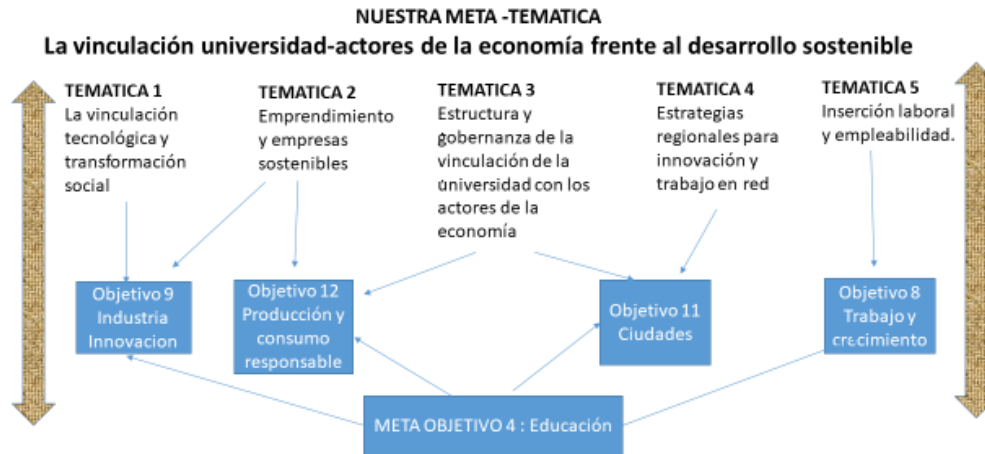 NUESTRA META -TEMATICA
La vinculación universidad-actores de la economía frente al desarrollo sostenible
TEMATICA 1
La vinculación
tecnológica y
transformación
social
TEMATICA 2
Emprendimiento
y empresas
sostenibles
TEMATICA 3
Estructura y
gobernanza de la
vinculación de la
universidad con los
actores de la
economía
TEMATICA 4
Estrategias
regionales para
innovación y
trabajo en red
TEMATICA 5
Inserción laboral
y empleabilidad.
Objetivo 9
Industria
Innovacion
Objetivo 12
Producción y
consumo
responsable
Objetivo 11
Ciudades
Objetivo 8
Trabajo y
crecimiento
META OBJETIVO 4 : Educación